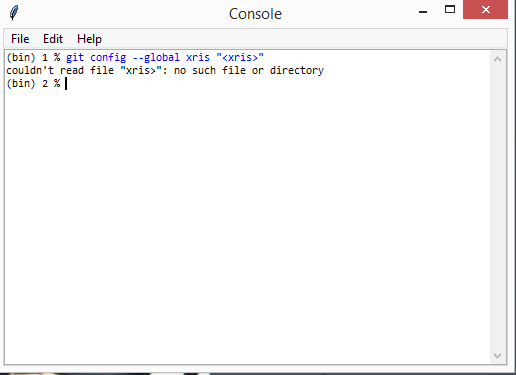 Console
File Edit Help
(bin) 1 % git config --global xris "<xris>"
couldn't read file "xris>": no such file or directory
(bin) 2 %